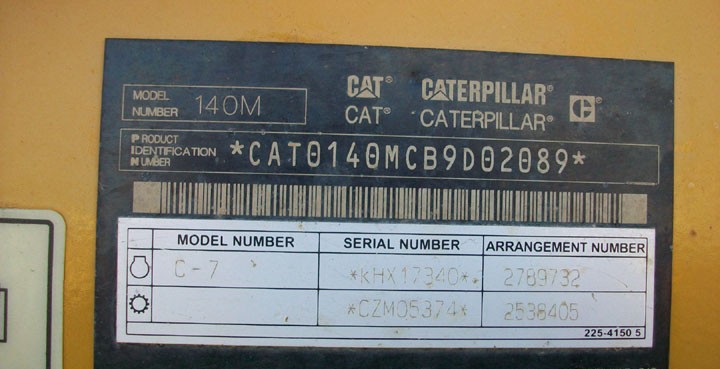 MODEL NUMBER 140M
CAT® CATERPILLAR®
CAT® CATERPILLAR® C
PRODUCT IDENTIFICATION NUMBER *CAT0140MCB9D02089*
MODEL NUMBER SERIAL NUMBER ARRANGEMENT NUMBER
C-7 *KHX17340* 2789732
*CZM05374* 2538405
225-4150 5